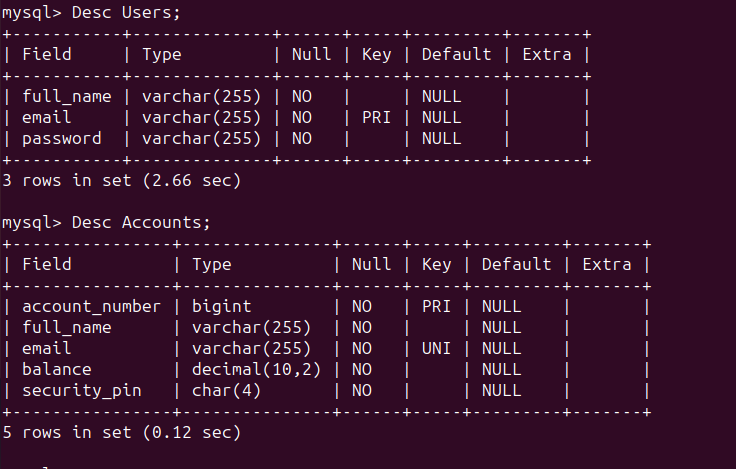 mysql> Desc Users;
+-----------+--------------+------+-----+---------+-------+
| Field     | Type         | Null | Key | Default | Extra |
+-----------+--------------+------+-----+---------+-------+
| full_name | varchar(255) | NO   |     | NULL    |       |
| email     | varchar(255) | NO   | PRI | NULL    |       |
| password  | varchar(255) | NO   |     | NULL    |       |
+-----------+--------------+------+-----+---------+-------+
3 rows in set (2.66 sec)

mysql> Desc Accounts;
+----------------+---------------+------+-----+---------+-------+
| Field          | Type          | Null | Key | Default | Extra |
+----------------+---------------+------+-----+---------+-------+
| account_number | bigint        | NO   | PRI | NULL    |       |
| full_name      | varchar(255)  | NO   |     | NULL    |       |
| email          | varchar(255)  | NO   | UNI | NULL    |       |
| balance        | decimal(10,2) | NO   |     | NULL    |       |
| security_pin   | char(4)       | NO   |     | NULL    |       |
+----------------+---------------+------+-----+---------+-------+
5 rows in set (0.12 sec)